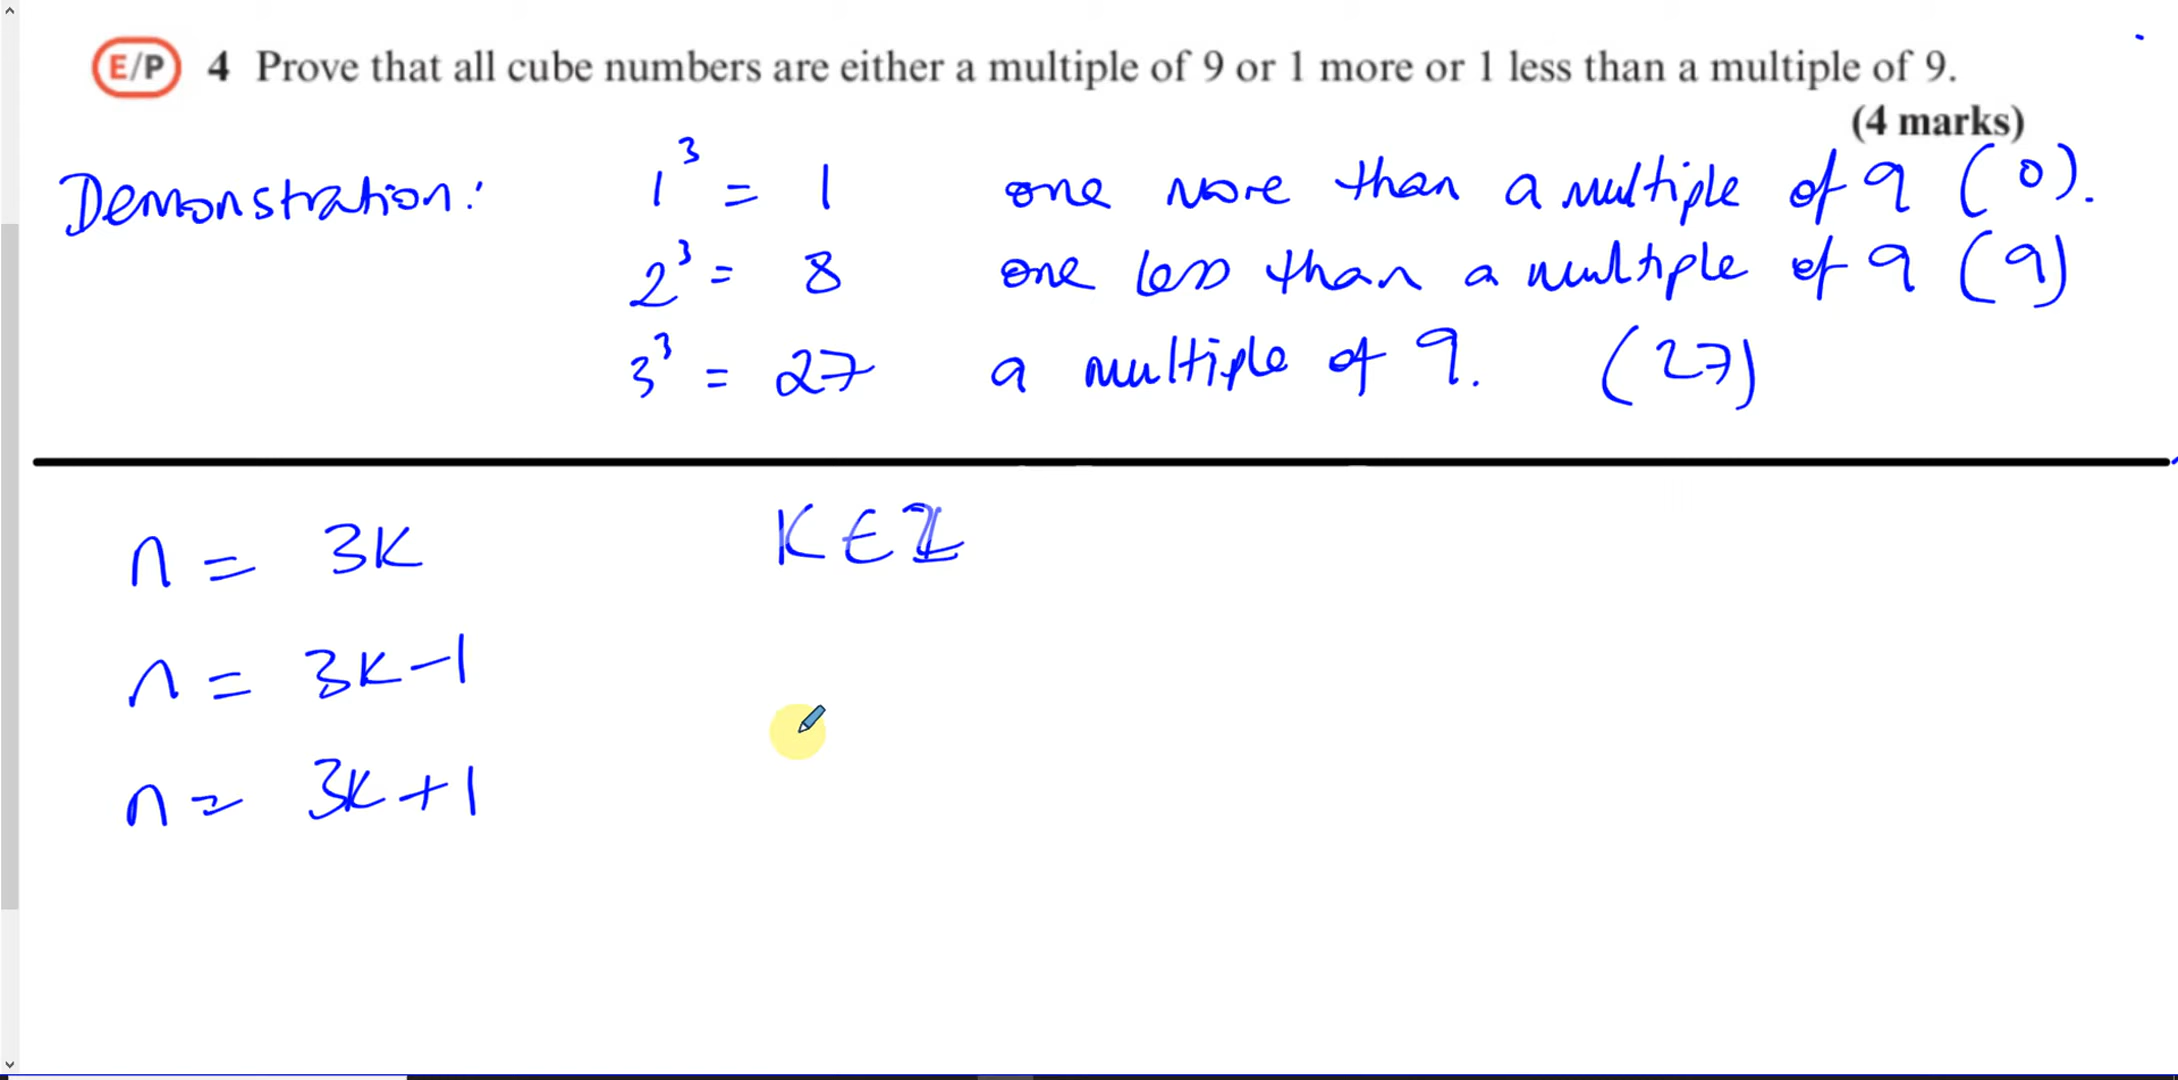 E/P 4 Prove that all cube numbers are either a multiple of 9 or 1 more or 1 less than a multiple of 9.
(4 marks)
Demonstration: 1³ = 1 one more than a multiple of 9 (0).
2³ = 8 one less than a multiple of 9 (9)
3³ = 27 a multiple of 9. (27)
n = 3K K∈ℤ
n = 3K-1
n = 3K+1